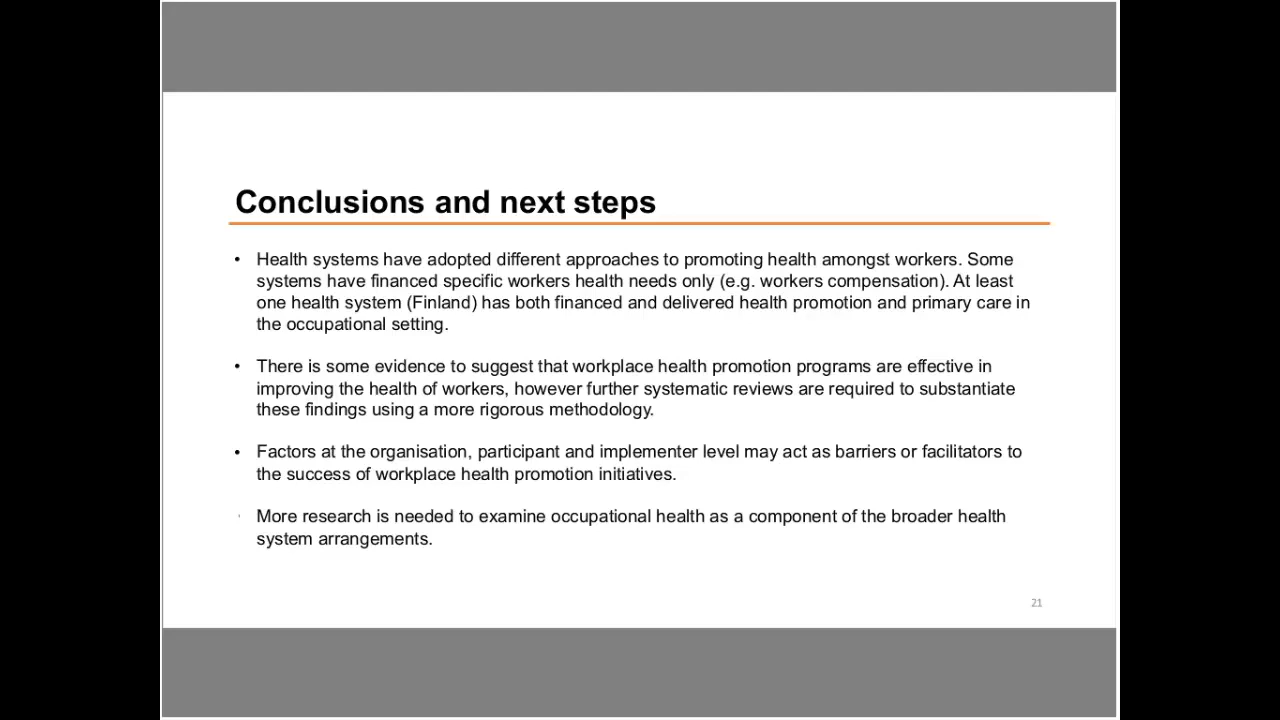 Conclusions and next steps
• Health systems have adopted different approaches to promoting health amongst workers. Some
systems have financed specific workers health needs only (e.g. workers compensation). At least
one health system (Finland) has both financed and delivered health promotion and primary care in
the occupational setting.
• There is some evidence to suggest that workplace health promotion programs are effective in
improving the health of workers, however further systematic reviews are required to substantiate
these findings using a more rigorous methodology.
• Factors at the organisation, participant and implementer level may act as barriers or facilitators to
the success of workplace health promotion initiatives.
• More research is needed to examine occupational health as a component of the broader health
system arrangements.
21